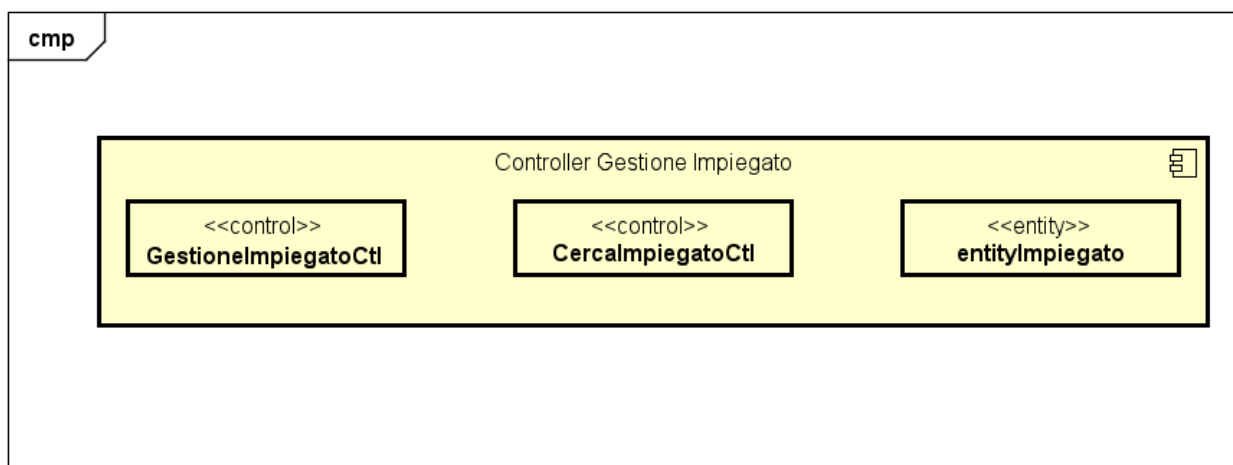 cmp
Controller Gestione Impiegato
<<control>>
GestioneImpiegatoCtl
<<control>>
CercaImpiegatoCtl
<<entity>>
entityImpiegato